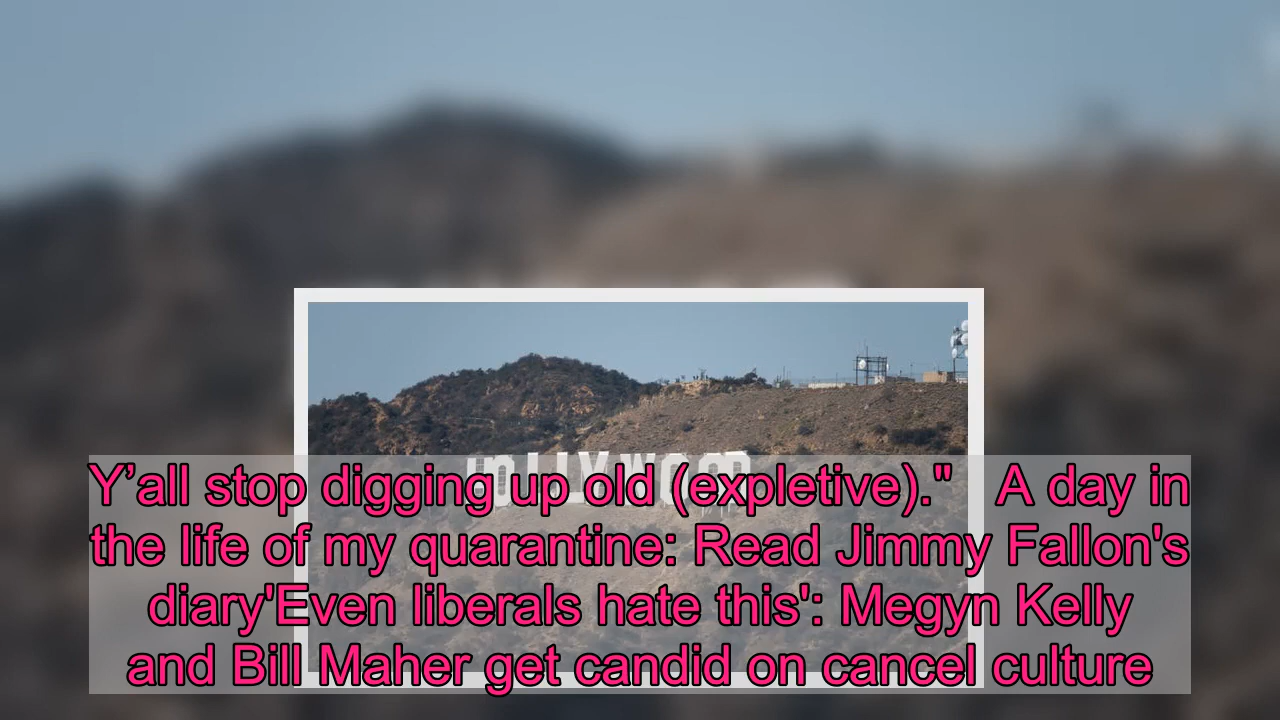 HOLLYWOOD
Y’all stop digging up old (expletive)." A day in
the life of my quarantine: Read Jimmy Fallon's
diary'Even liberals hate this': Megyn Kelly
and Bill Maher get candid on cancel culture